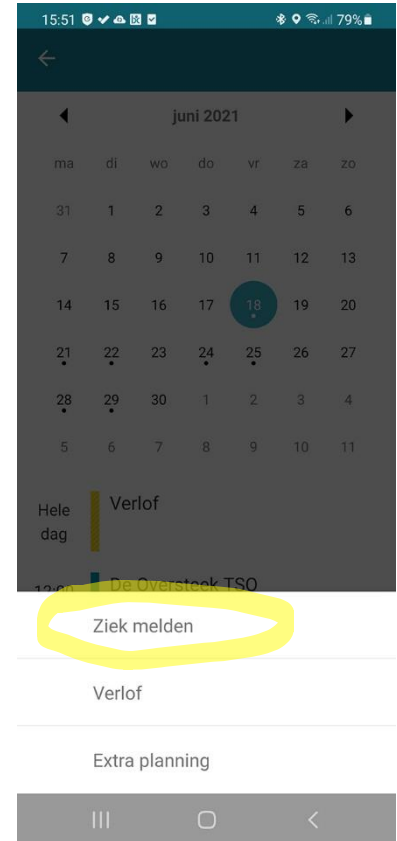 15:51 79%
juni 2021
ma di wo do vr za zo
31 1 2 3 4 5 6
7 8 9 10 11 12 13
14 15 16 17 18 19 20
21 22 23 24 25 26 27
28 29 30 1 2 3 4
5 6 7 8 9 10 11
Hele Verlof
dag
12:00 De Oversteek TSO
Ziek melden
Verlof
Extra planning